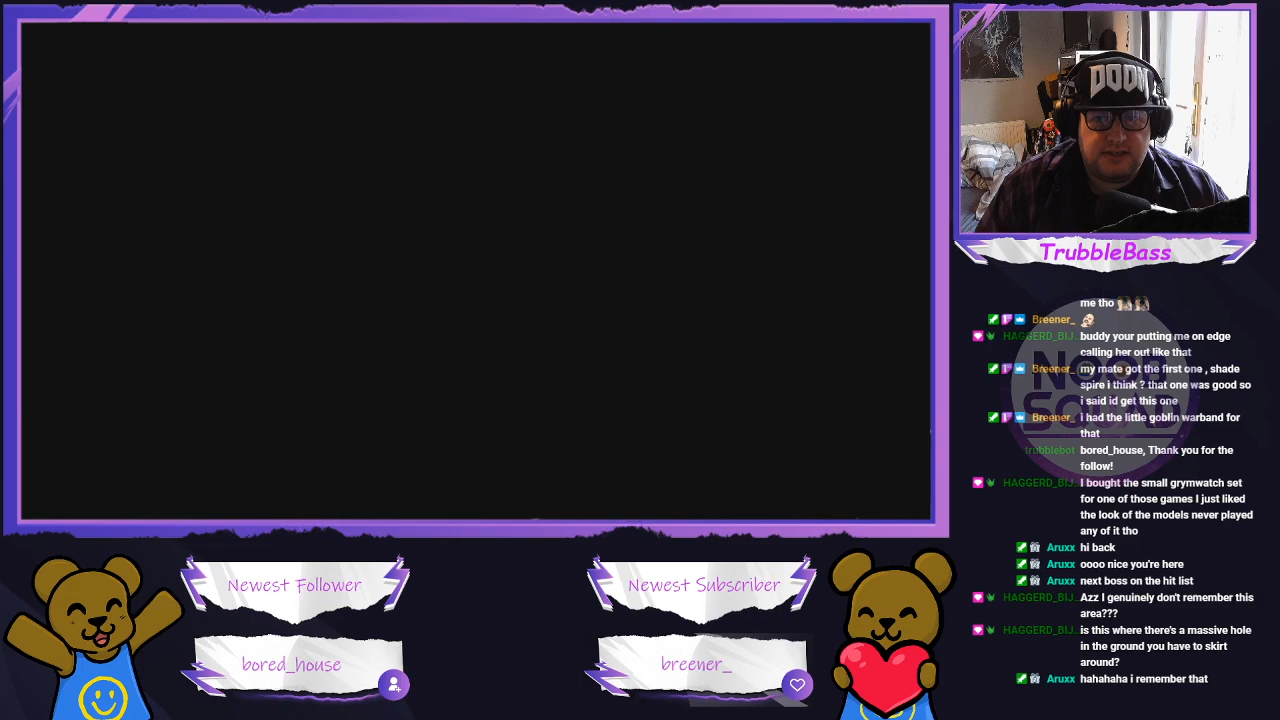 DOOM
TrubbleBass
me tho
Breener_
HAGGERD_BIJ... buddy your putting me on edge
calling her out like that
Breener_ my mate got the first one , shade
spire i think ? that one was good so
i said id get this one
Breener_ i had the little goblin warband for
that
trubblebot bored_house, Thank you for the
follow!
HAGGERD_BIJ... I bought the small grymwatch set
for one of those games I just liked
the look of the models never played
any of it tho
Aruxx hi back
Aruxx oooo nice you're here
Aruxx next boss on the hit list
HAGGERD_BIJ... Azz I genuinely don't remember this
area???
HAGGERD_BIJ... is this where there's a massive hole
in the ground you have to skirt
around?
Aruxx hahahaha i remember that
NOOB
SQUAD
Newest Follower
bored_house
Newest Subscriber
breener_